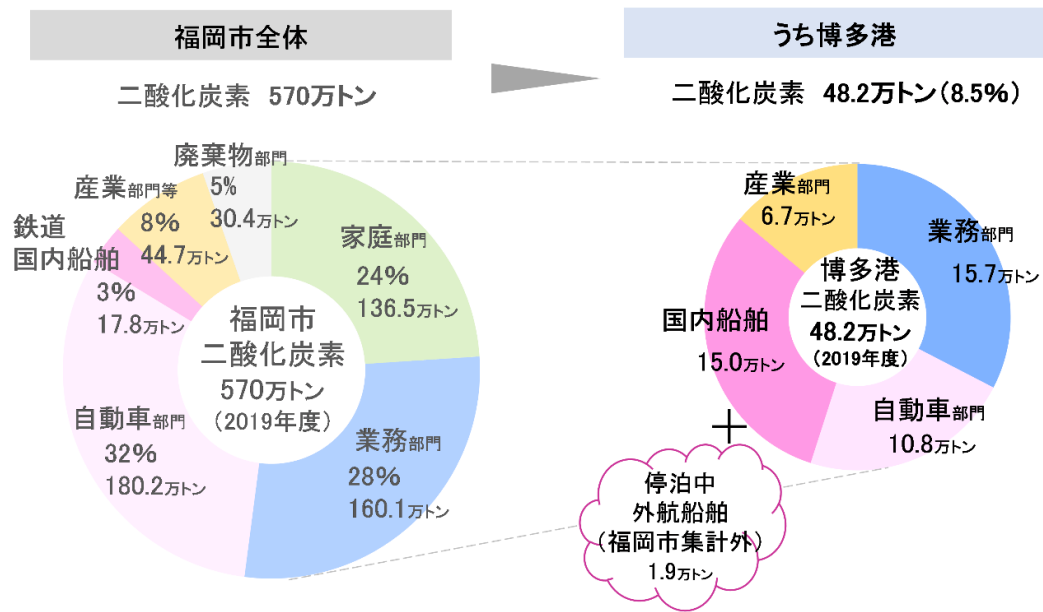 福岡市全体
二酸化炭素 570万トン
廃棄物部門
5%
30.4万トン
産業部門等
8%
44.7万トン
鉄道
国内船舶
3%
17.8万トン
家庭部門
24%
136.5万トン
福岡市
二酸化炭素
570万トン
(2019年度)
自動車部門
32%
180.2万トン
業務部門
28%
160.1万トン
うち博多港
二酸化炭素 48.2万トン(8.5%)
産業部門
6.7万トン
業務部門
15.7万トン
博多港
二酸化炭素
48.2万トン
(2019年度)
国内船舶
15.0万トン
自動車部門
10.8万トン
+
停泊中
外航船舶
(福岡市集計外)
1.9万トン